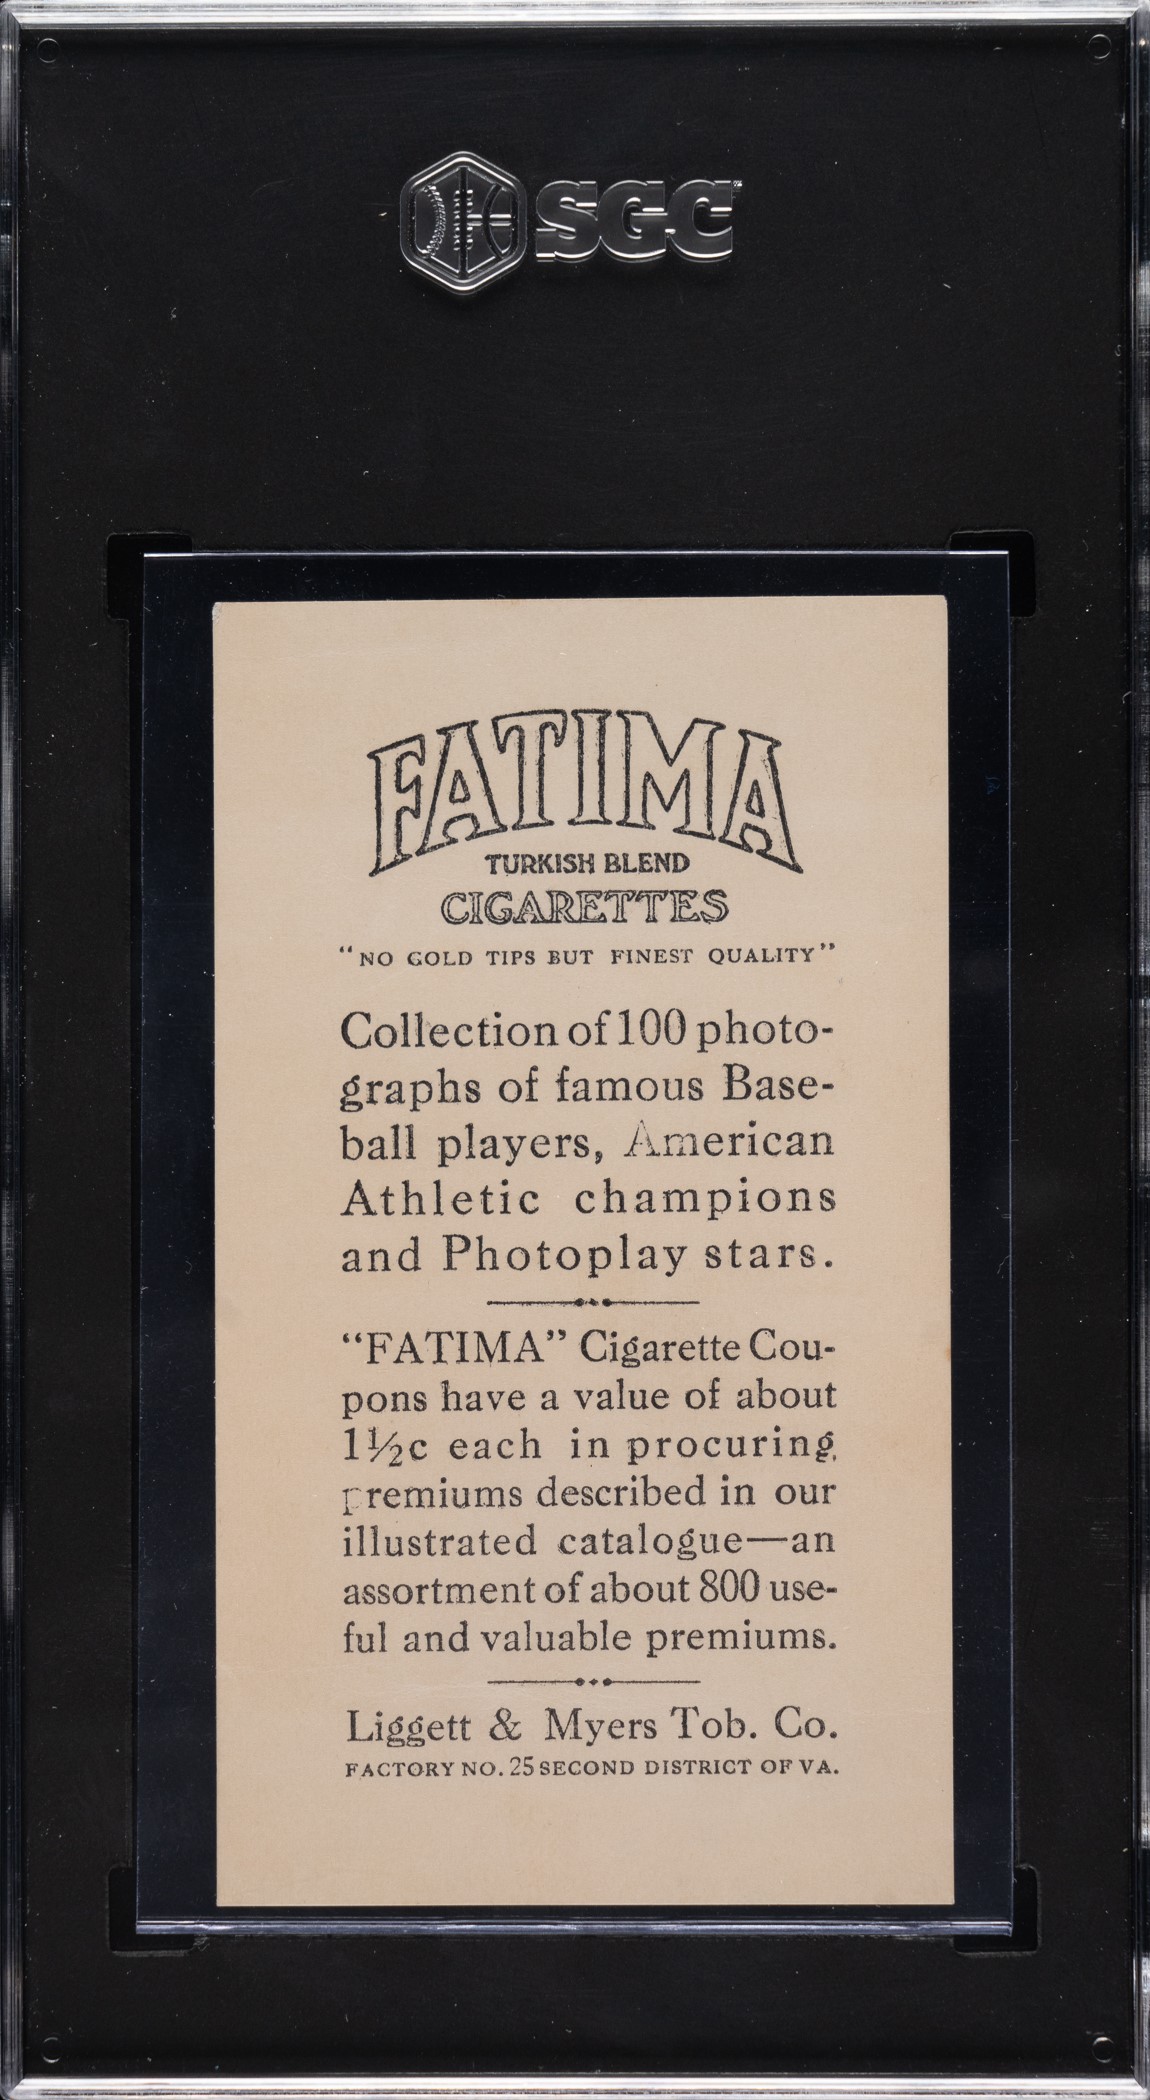 SGC
FATIMA
TURKISH BLEND
CIGARETTES
“NO GOLD TIPS BUT FINEST QUALITY”
Collection of 100 photo-
graphs of famous Base-
ball players, American
Athletic champions
and Photoplay stars.
“FATIMA” Cigarette Cou-
pons have a value of about
1½c each in procuring
premiums described in our
illustrated catalogue—an
assortment of about 800 use-
ful and valuable premiums.
Liggett & Myers Tob. Co.
FACTORY NO. 25 SECOND DISTRICT OF VA.